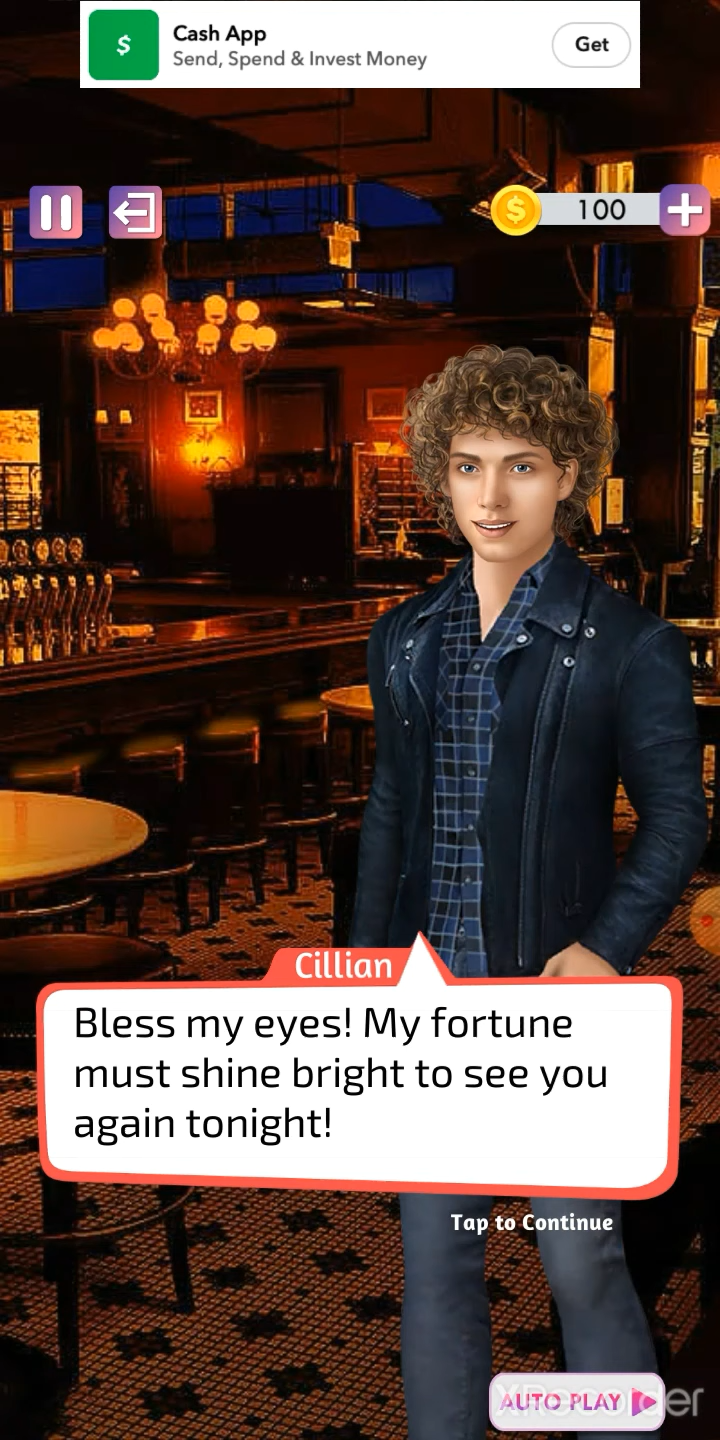 Cash App
Send, Spend & Invest Money
Get
$
$
100
Cillian
Bless my eyes! My fortune
must shine bright to see you
again tonight!
Tap to Continue
AUTO PLAY
XRecorder